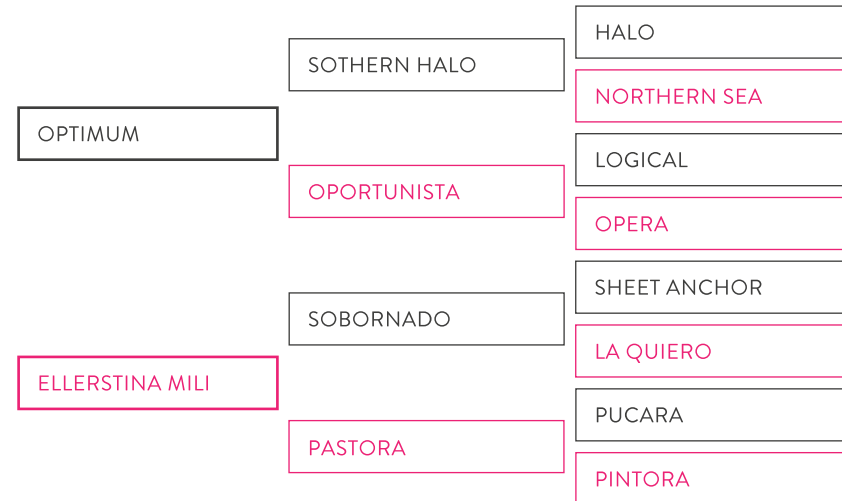 HALO
SOTHERN HALO
NORTHERN SEA
OPTIMUM
LOGICAL
OPORTUNISTA
OPERA
SHEET ANCHOR
SOBORNADO
LA QUIERO
ELLERSTINA MILI
PUCARA
PASTORA
PINTORA